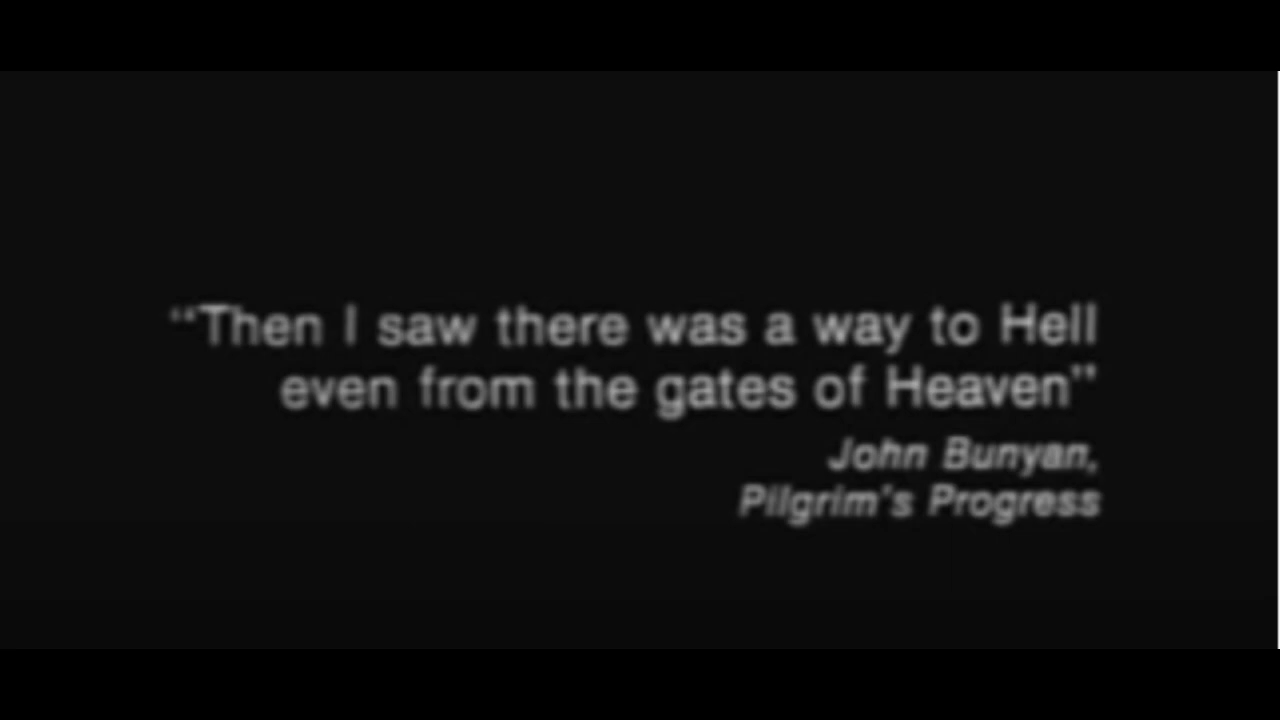 “Then I saw there was a way to Hell
even from the gates of Heaven”
John Bunyan,
Pilgrim’s Progress